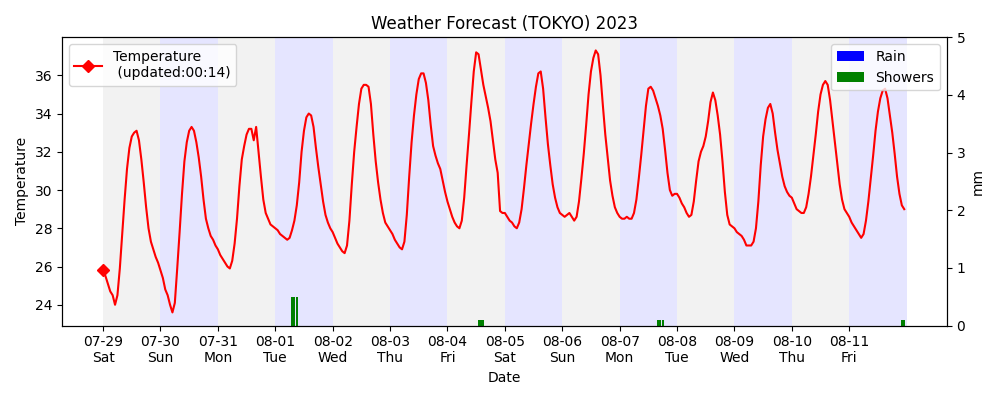 Weather Forecast (TOKYO) 2023
Temperature
(updated:00:14)
Rain
Showers
Temperature
36
34
32
30
28
26
24
5
4
3
2
1
0
mm
07-29 07-30 07-31 08-01 08-02 08-03 08-04 08-05 08-06 08-07 08-08 08-09 08-10 08-11
Sat Sun Mon Tue Wed Thu Fri Sat Sun Mon Tue Wed Thu Fri
Date